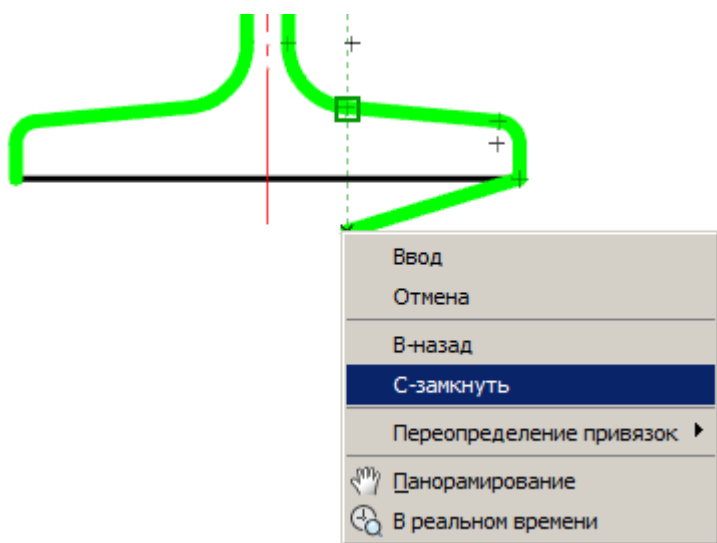 Ввод
Отмена
В-назад
С-замкнуть
Переопределение привязок
Панорамирование
В реальном времени